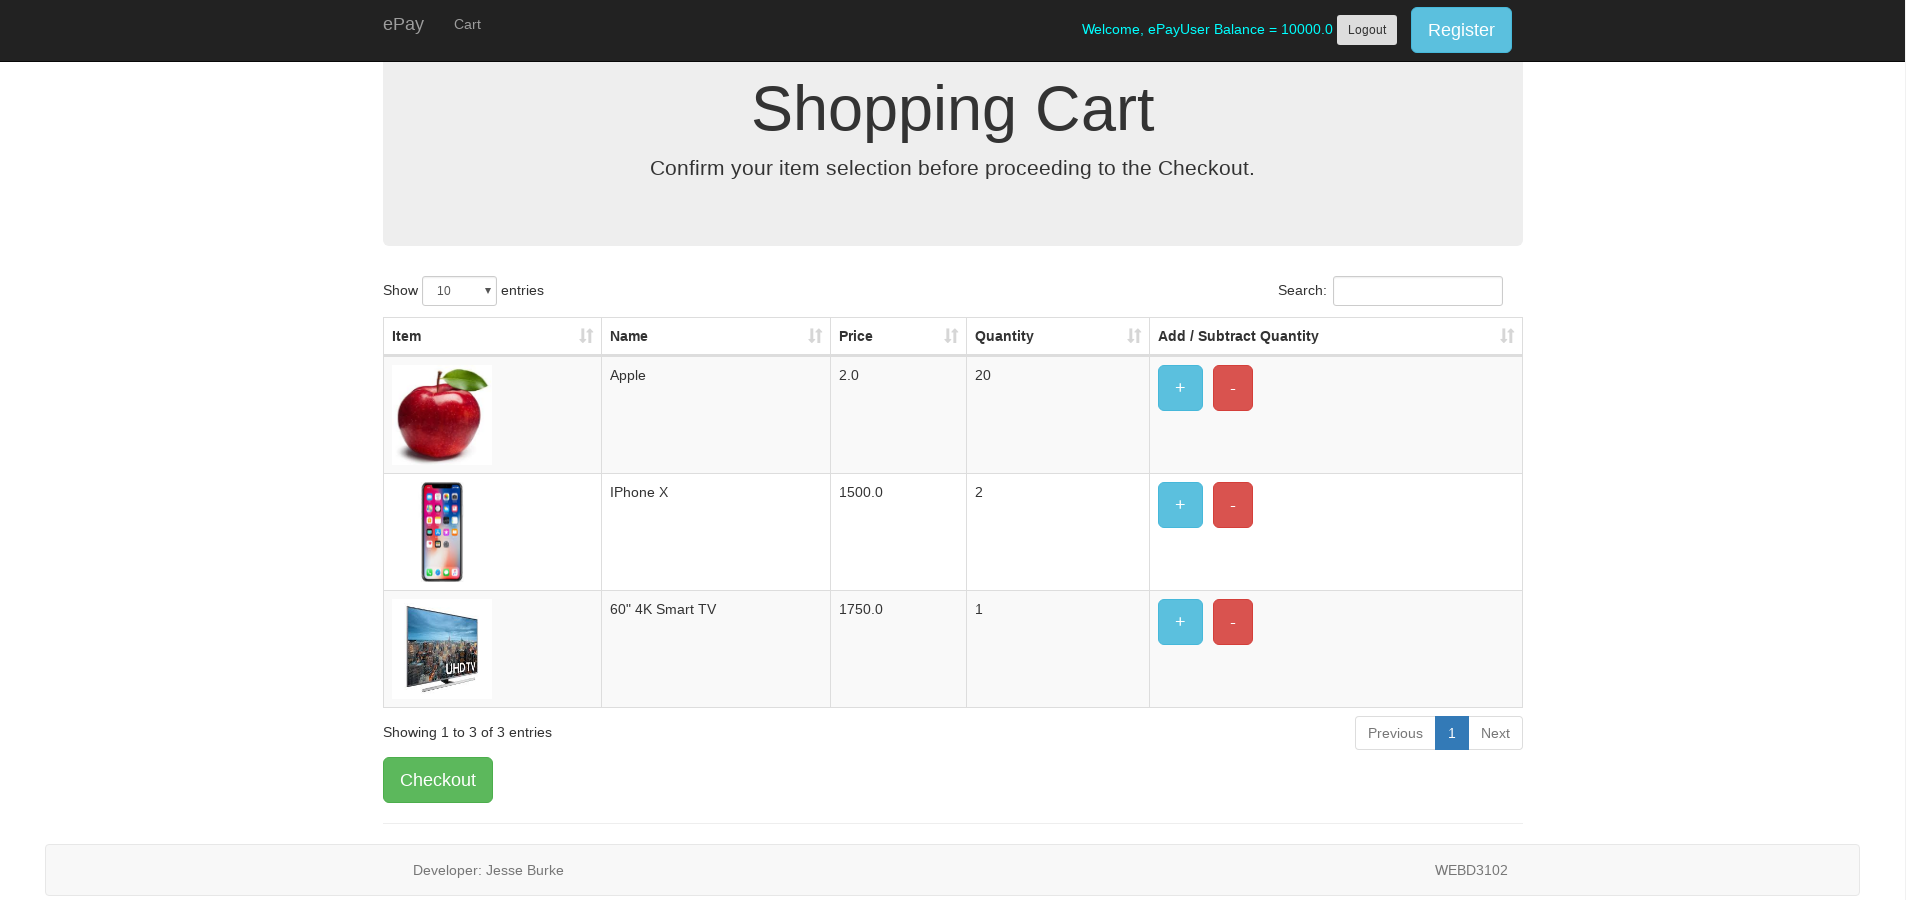 ePay Cart Welcome, ePayUser Balance = 10000.0 Logout Register
Shopping Cart
Confirm your item selection before proceeding to the Checkout.
Show 10 entries Search:
Item Name Price Quantity Add / Subtract Quantity
Apple 2.0 20 + -
IPhone X 1500.0 2 + -
60" 4K Smart TV 1750.0 1 + -
UHD TV
Showing 1 to 3 of 3 entries Previous 1 Next
Checkout
Developer: Jesse Burke WEBD3102